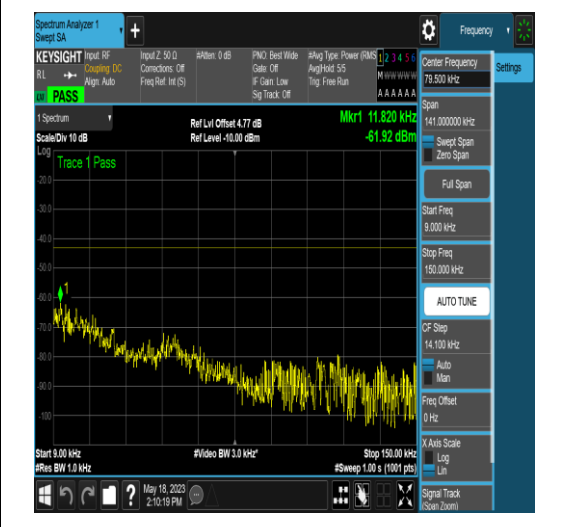 Spectrum Analyzer 1
Swept SA
Frequency
KEYSIGHT
RL
PASS
Input: RF
Coupling: DC
Align: Auto
Input Z: 50 Ω
Corrections: Off
Freq Ref: Int (S)
#Atten: 0 dB
PNO: Best Wide
Gate: Off
IF Gain: Low
Sig Track: Off
#Avg Type: Power (RMS
Avg|Hold: 5/5
Trig: Free Run
1 2 3 4 5 6
M W W W W W
A A A A A A
1 Spectrum
Scale/Div 10 dB
Ref Lvl Offset 4.77 dB
Ref Level -10.00 dBm
Mkr1 11.820 kHz
-61.92 dBm
Log
Trace 1 Pass
-20.0
-30.0
-40.0
-50.0
-60.0
1
-70.0
-80.0
-90.0
-100
Start 9.00 kHz
#Res BW 1.0 kHz
#Video BW 3.0 kHz*
Stop 150.00 kHz
#Sweep 1.00 s (1001 pts)
May 18, 2023
2:10:19 PM
Center Frequency
79.500 kHz
Settings
Span
141.000000 kHz
Swept Span
Zero Span
Full Span
Start Freq
9.000 kHz
Stop Freq
150.000 kHz
AUTO TUNE
CF Step
14.100 kHz
Auto
Man
Freq Offset
0 Hz
X Axis Scale
Log
Lin
Signal Track
(Span Zoom)